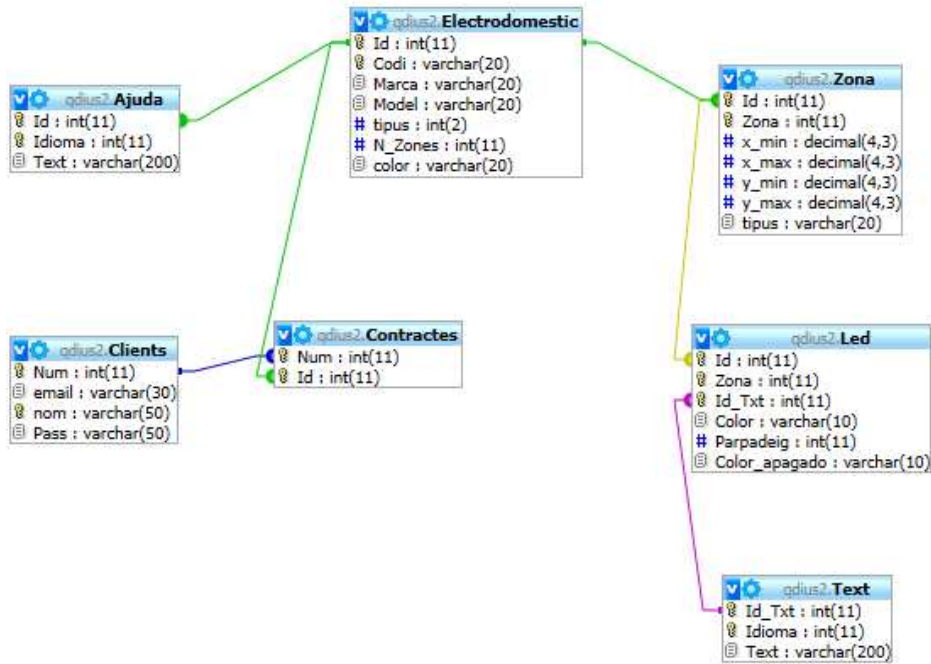 qdius2.Electrodomestic
Id : int(11)
Codi : varchar(20)
Marca : varchar(20)
Model : varchar(20)
# tipus : int(2)
# N_Zones : int(11)
color : varchar(20)
qdius2.Ajuda
Id : int(11)
Idioma : int(11)
Text : varchar(200)
qdius2.Zona
Id : int(11)
Zona : int(11)
# x_min : decimal(4,3)
# x_max : decimal(4,3)
# y_min : decimal(4,3)
# y_max : decimal(4,3)
tipus : varchar(20)
qdius2.Clients
Num : int(11)
email : varchar(30)
nom : varchar(50)
Pass : varchar(50)
qdius2.Contractes
Num : int(11)
Id : int(11)
qdius2.Led
Id : int(11)
Zona : int(11)
Id_Txt : int(11)
Color : varchar(10)
# Parpadeig : int(11)
Color_apagado : varchar(10)
qdius2.Text
Id_Txt : int(11)
Idioma : int(11)
Text : varchar(200)